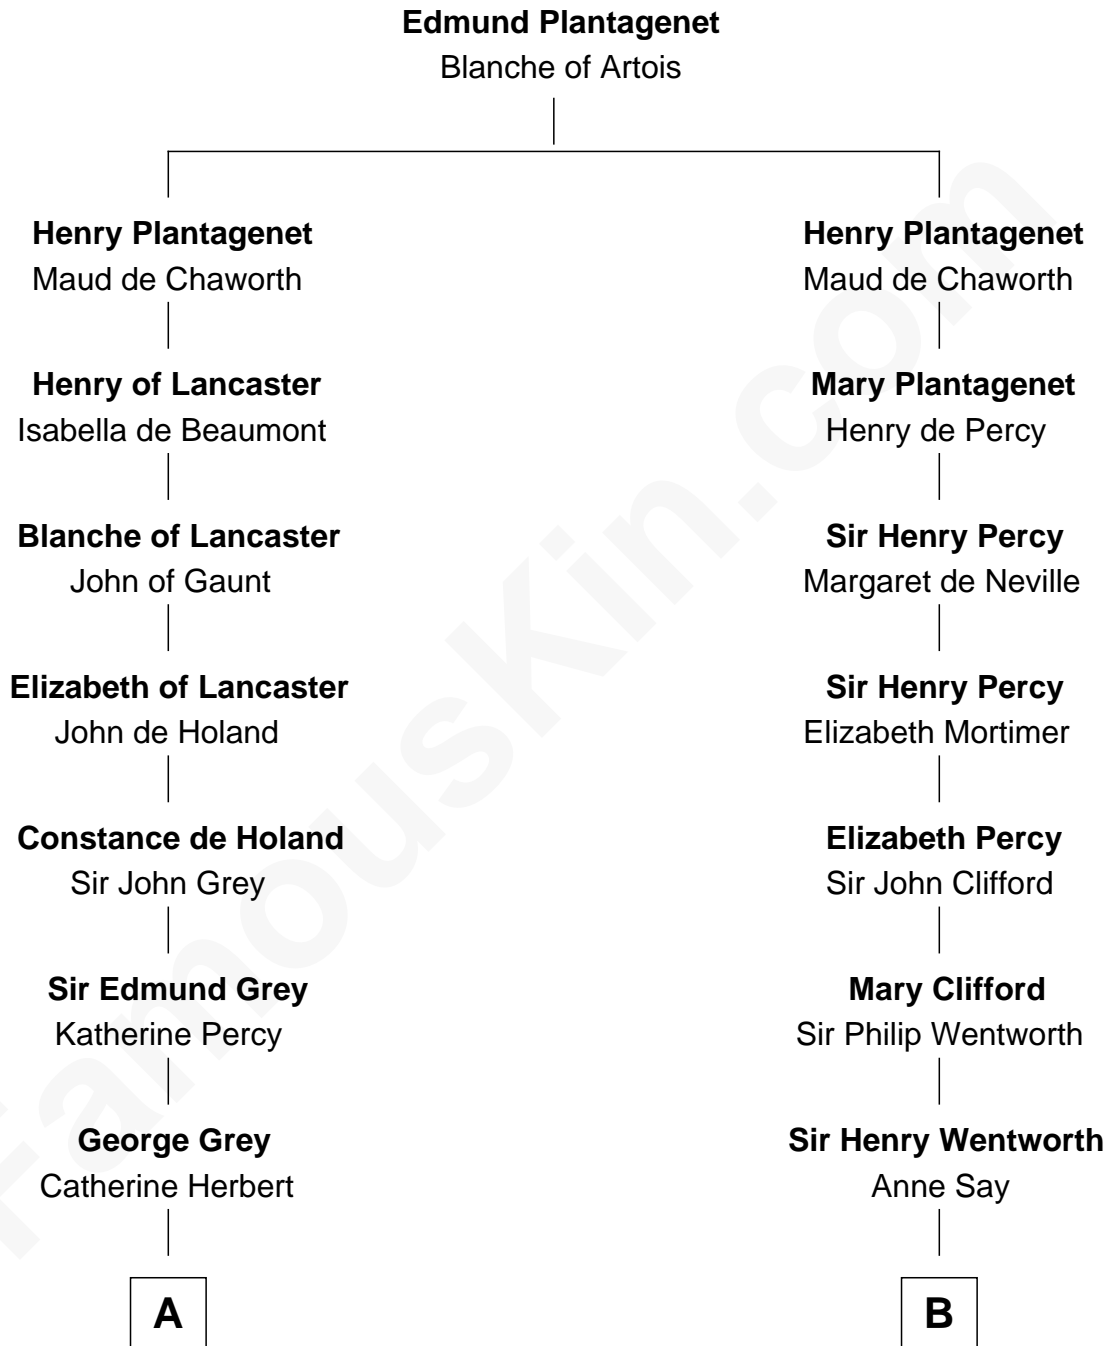 Edmund Plantagenet
Blanche of Artois
Henry Plantagenet
Maud de Chaworth
Henry Plantagenet
Maud de Chaworth
Henry of Lancaster
Isabella de Beaumont
Mary Plantagenet
Henry de Percy
Blanche of Lancaster
John of Gaunt
Sir Henry Percy
Margaret de Neville
Elizabeth of Lancaster
John de Holand
Sir Henry Percy
Elizabeth Mortimer
Constance de Holand
Sir John Grey
Elizabeth Percy
Sir John Clifford
Sir Edmund Grey
Katherine Percy
Mary Clifford
Sir Philip Wentworth
George Grey
Catherine Herbert
Sir Henry Wentworth
Anne Say
A
B
FamousKin.com